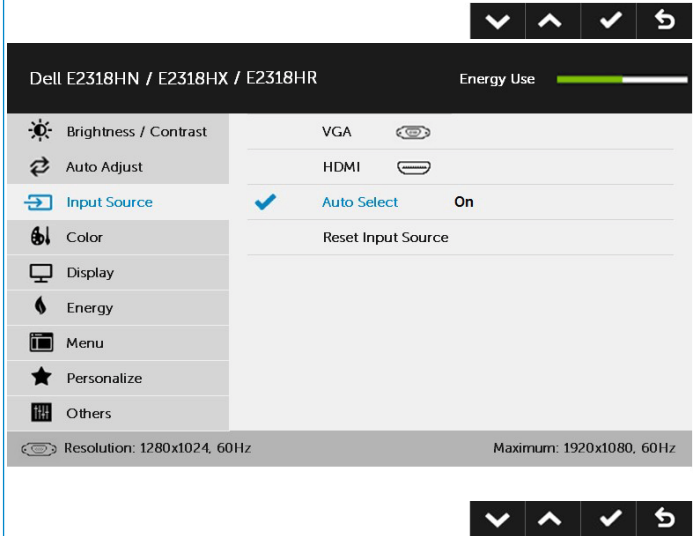 Dell E2318HN / E2318HX / E2318HR Energy Use
Brightness / Contrast VGA
Auto Adjust HDMI
Input Source Auto Select On
Color Reset Input Source
Display
Energy
Menu
Personalize
Others
Resolution: 1280x1024, 60Hz Maximum: 1920x1080, 60Hz